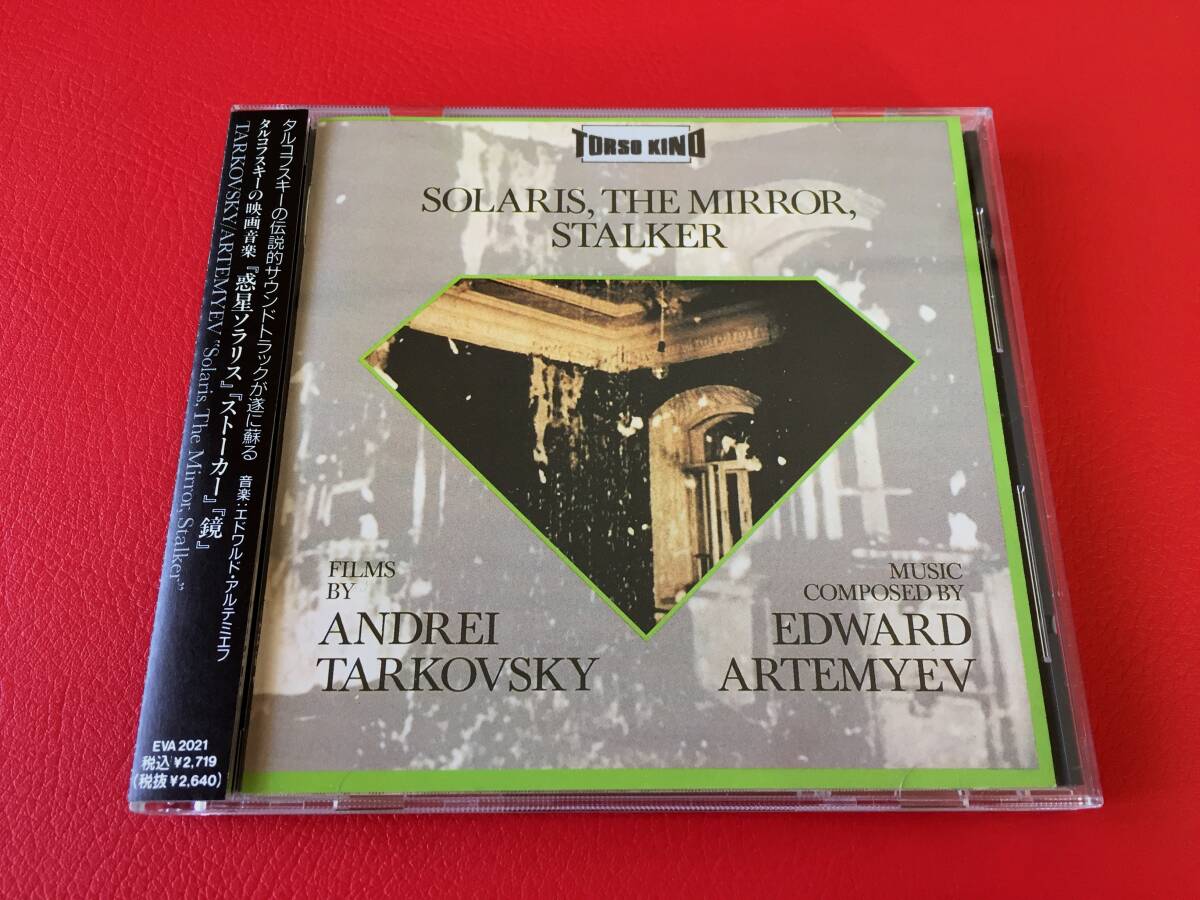 タルコフスキーの伝説的サウンドトラックが遂に蘇る 音楽:エドワルド・アルテミエフ
タルコフスキーの映画音楽『惑星ソラリス』『ストーカー』『鏡』
TARKOVSKY/ARTEMYEV "Solaris, The Mirror, Stalker"
EVA 2021
税込¥2,719
(税抜¥2,640)
TORSO KINO
SOLARIS, THE MIRROR,
STALKER
FILMS
BY
ANDREI
TARKOVSKY
MUSIC
COMPOSED BY
EDWARD
ARTEMYEV